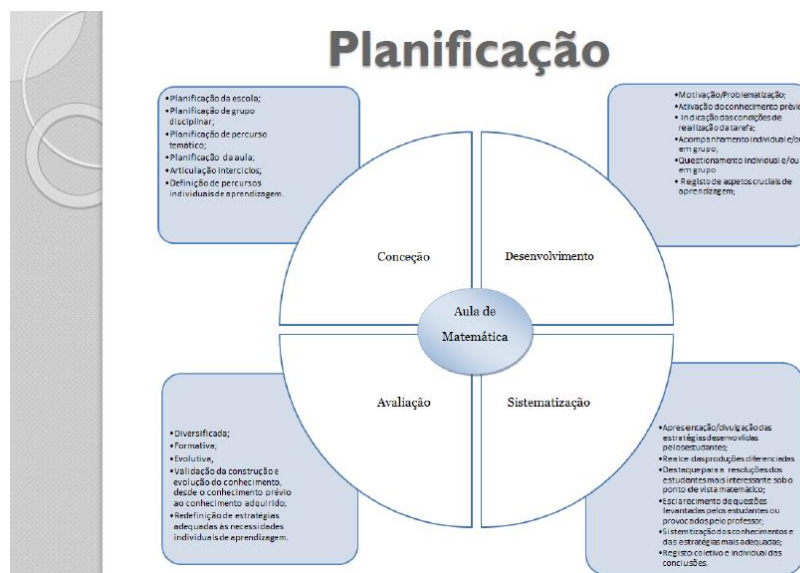 Planificação
•Planificação da escola;
•Planificação de grupo
disciplinar;
•Planificação de percurso
temático;
•Planificação da aula;
•Articulação interciclos;
•Definição de percursos
individuais de aprendizagem.
•Motivação/Problematização;
•Ativação do conhecimento prévio
• Indicação das condições de
realização da tarefa;
•Acompanhamento individual e/ou
em grupo;
•Questionamento individual e/ou
em grupo
• Registo de aspetos cruciais de
aprendizagem;
Conceção
Desenvolvimento
Aula de
Matemática
Avaliação
Sistematização
•Diversificada;
•Formativa;
•Evolutiva,
•Validação da construção e
evolução do conhecimento,
desde o conhecimento prévio
ao conhecimento adquirido;
•Redefinição de estratégias
adequadas às necessidades
individuais de aprendizagem.
•Apresentação/divulgação das
estratégias desenvovlidas
pelos estudantes;
•Realce das produções diferenciadas
•Destaque para a resoluções dos
estudantes mais interessante sob o
ponto de vista matemático;
•Esclarecimento de questões
levantadas pelos estudantes ou
provocados pelo professor;
•Sistematização dos conhecimentos e
das estratégias mais adequadas;
•Registo coletivo e individual das
conclusões.